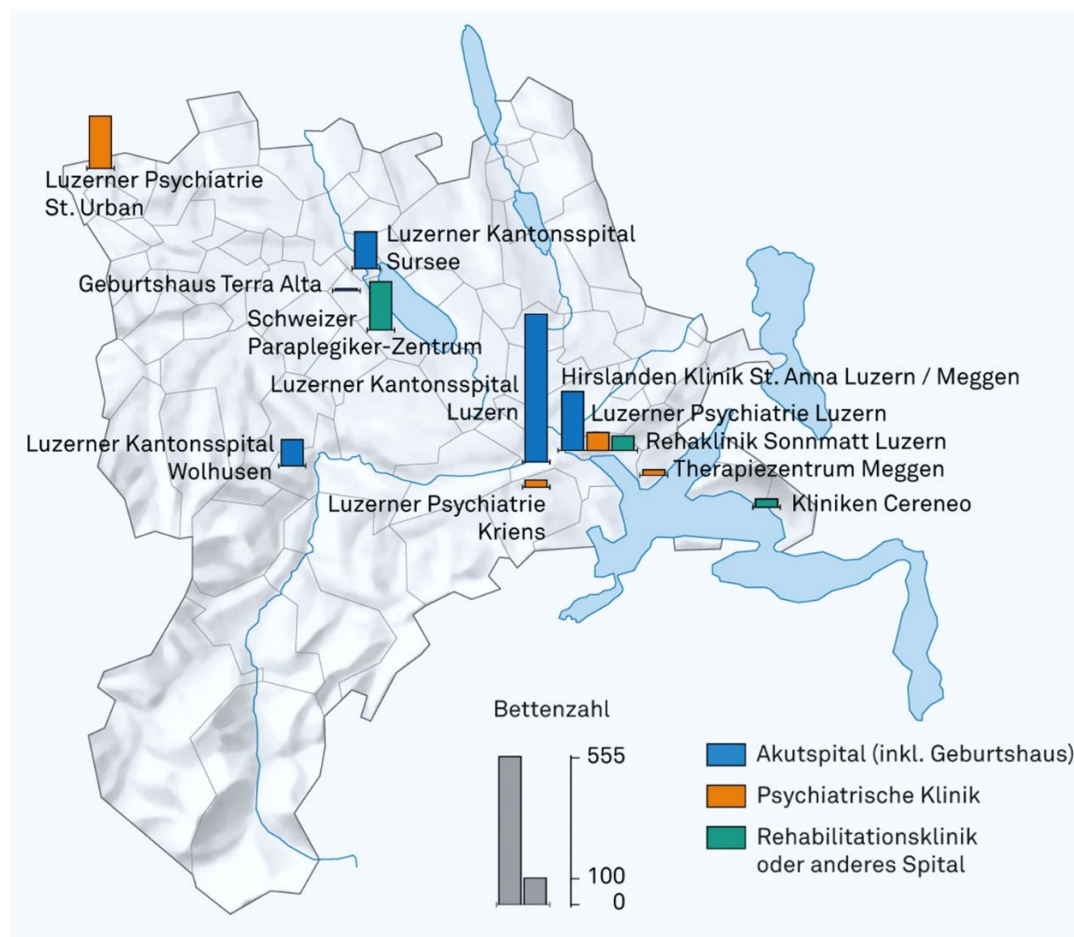 Luzerner Psychiatrie
St. Urban
Luzerner Kantonsspital
Sursee
Geburtshaus Terra Alta
Schweizer
Paraplegiker-Zentrum
Luzerner Kantonsspital
Luzern
Hirslanden Klinik St. Anna Luzern / Meggen
Luzerner Psychiatrie Luzern
Rehaklinik Sonnmatt Luzern
Luzerner Kantonsspital
Wolhusen
Therapiezentrum Meggen
Luzerner Psychiatrie
Kriens
Kliniken Cereneo
Bettenzahl
555
100
0
Akutspital (inkl. Geburtshaus)
Psychiatrische Klinik
Rehabilitationsklinik
oder anderes Spital